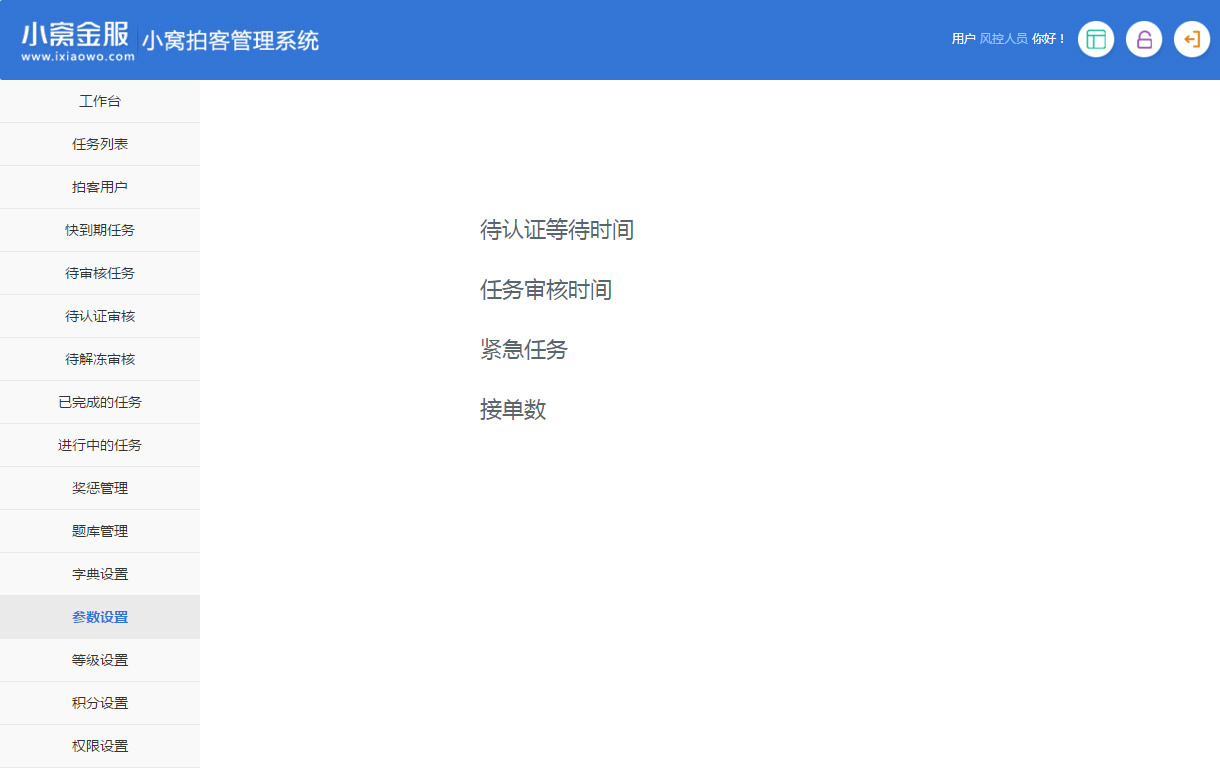 小窝金服
www.ixiaowo.com
小窝拍客管理系统
用户 风控人员 你好！
工作台
任务列表
拍客用户
快到期任务
待审核任务
待认证审核
待解冻审核
已完成的任务
进行中的任务
奖惩管理
题库管理
字典设置
参数设置
等级设置
积分设置
权限设置
待认证等待时间
任务审核时间
紧急任务
接单数